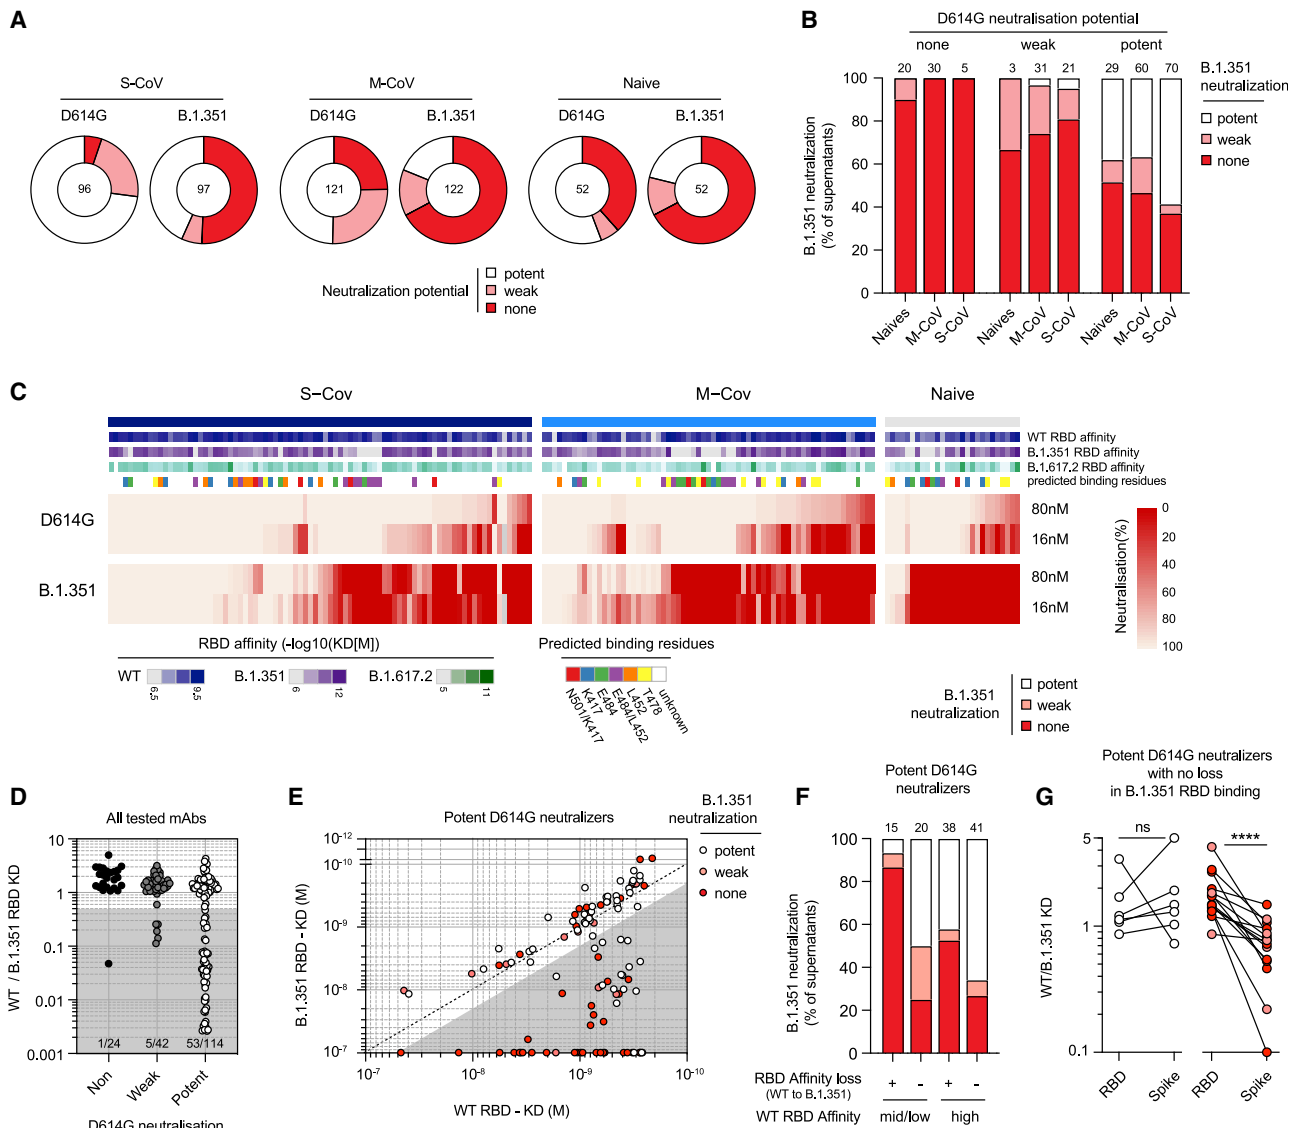 A
S-CoV
M-CoV
Naive
D614G
B.1.351
D614G
B.1.351
D614G
B.1.351
96
97
121
122
52
52
Neutralization potential
potent
weak
none
B
D614G neutralisation potential
none
weak
potent
20 30 5 3 31 21 29 60 70
B.1.351 neutralization
(% of supernatants)
100
80
60
40
20
0
Naives
M-CoV
S-CoV
Naives
M-CoV
S-CoV
Naives
M-CoV
S-CoV
B.1.351
neutralization
potent
weak
none
C
S-Cov
M-Cov
Naive
WT RBD affinity
B.1.351 RBD affinity
B.1.617.2 RBD affinity
predicted binding residues
D614G
80nM
16nM
B.1.351
80nM
16nM
Neutralisation(%)
0
20
40
60
80
100
RBD affinity (-log10(KD[M])
WT
6.5
9.5
B.1.351
6
12
B.1.617.2
5
11
Predicted binding residues
N501/K417
K417
E484
E484/L452
L452
T478
unknown
B.1.351
neutralization
potent
weak
none
D
All tested mAbs
WT / B.1.351 RBD KD
10
1
0.1
0.01
0.001
1/24
5/42
53/114
Non
Weak
Potent
D614G neutralisation
E
Potent D614G neutralizers
B.1.351
neutralization
potent
weak
none
B.1.351 RBD - KD (M)
10-12
10-10
10-9
10-8
10-7
10-7
10-8
10-9
10-10
WT RBD - KD (M)
F
Potent D614G
neutralizers
15 20 38 41
B.1.351 neutralization
(% of supernatants)
100
80
60
40
20
0
RBD Affinity loss
(WT to B.1.351)
+ - + -
WT RBD Affinity
mid/low
high
G
Potent D614G neutralizers
with no loss
in B.1.351 RBD binding
ns
****
WT/B.1.351 KD
5
1
0.1
RBD
Spike
RBD
Spike